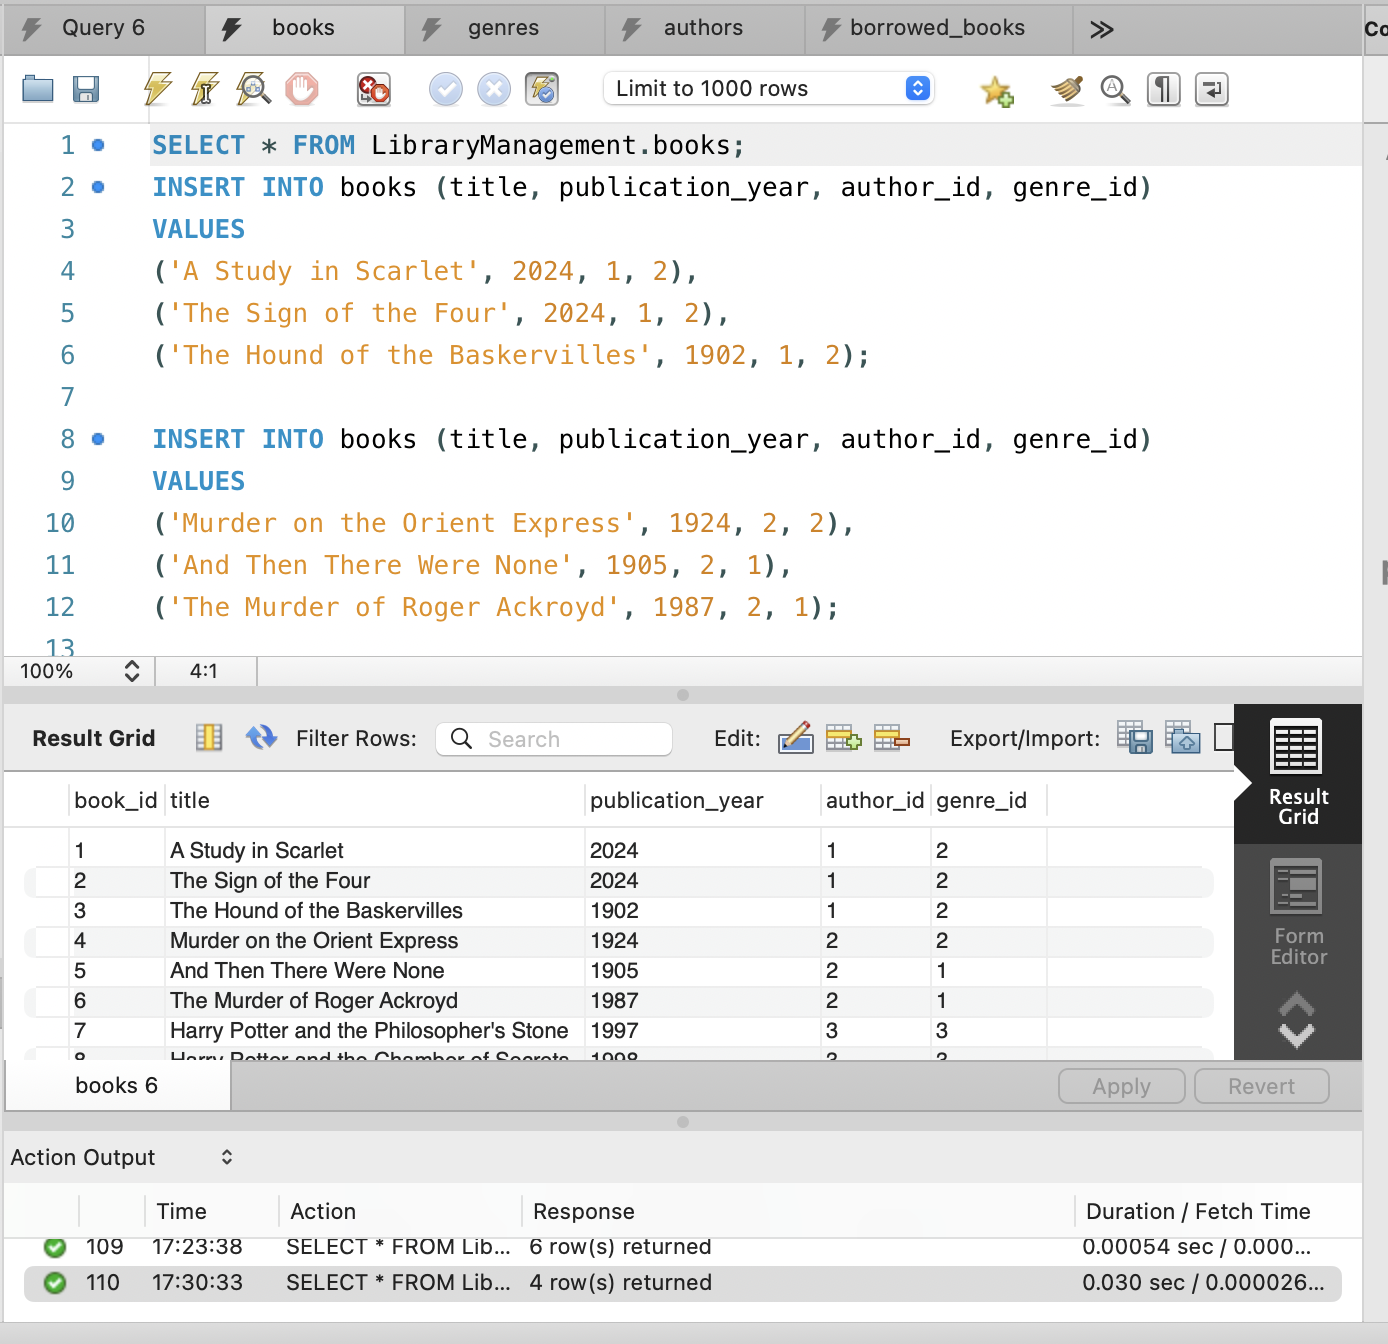 Query 6 books genres authors borrowed_books
Co
Limit to 1000 rows
1 SELECT * FROM LibraryManagement.books;
2 INSERT INTO books (title, publication_year, author_id, genre_id)
3 VALUES
4 ('A Study in Scarlet', 2024, 1, 2),
5 ('The Sign of the Four', 2024, 1, 2),
6 ('The Hound of the Baskervilles', 1902, 1, 2);
7
8 INSERT INTO books (title, publication_year, author_id, genre_id)
9 VALUES
10 ('Murder on the Orient Express', 1924, 2, 2),
11 ('And Then There Were None', 1905, 2, 1),
12 ('The Murder of Roger Ackroyd', 1987, 2, 1);
13
100% 4:1
Result Grid Filter Rows: Search Edit: Export/Import:
Result
Grid
Form
Editor
book_id title publication_year author_id genre_id
1 A Study in Scarlet 2024 1 2
2 The Sign of the Four 2024 1 2
3 The Hound of the Baskervilles 1902 1 2
4 Murder on the Orient Express 1924 2 2
5 And Then There Were None 1905 2 1
6 The Murder of Roger Ackroyd 1987 2 1
7 Harry Potter and the Philosopher's Stone 1997 3 3
8 Harry Potter and the Chamber of Secrets 1998 3 3
books 6 Apply Revert
Action Output
Time Action Response Duration / Fetch Time
109 17:23:38 SELECT * FROM Lib... 6 row(s) returned 0.00054 sec / 0.000...
110 17:30:33 SELECT * FROM Lib... 4 row(s) returned 0.030 sec / 0.000026...